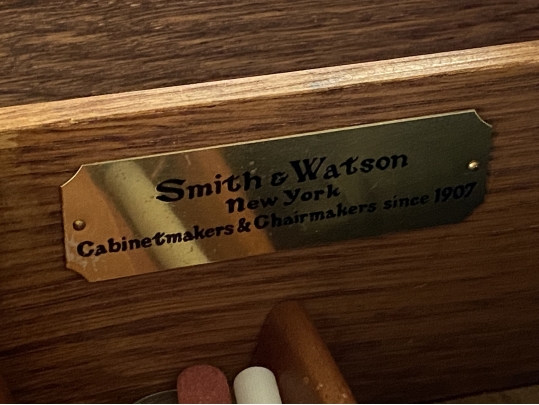 Smith & Watson
New York
Cabinetmakers & Chairmakers since 1907